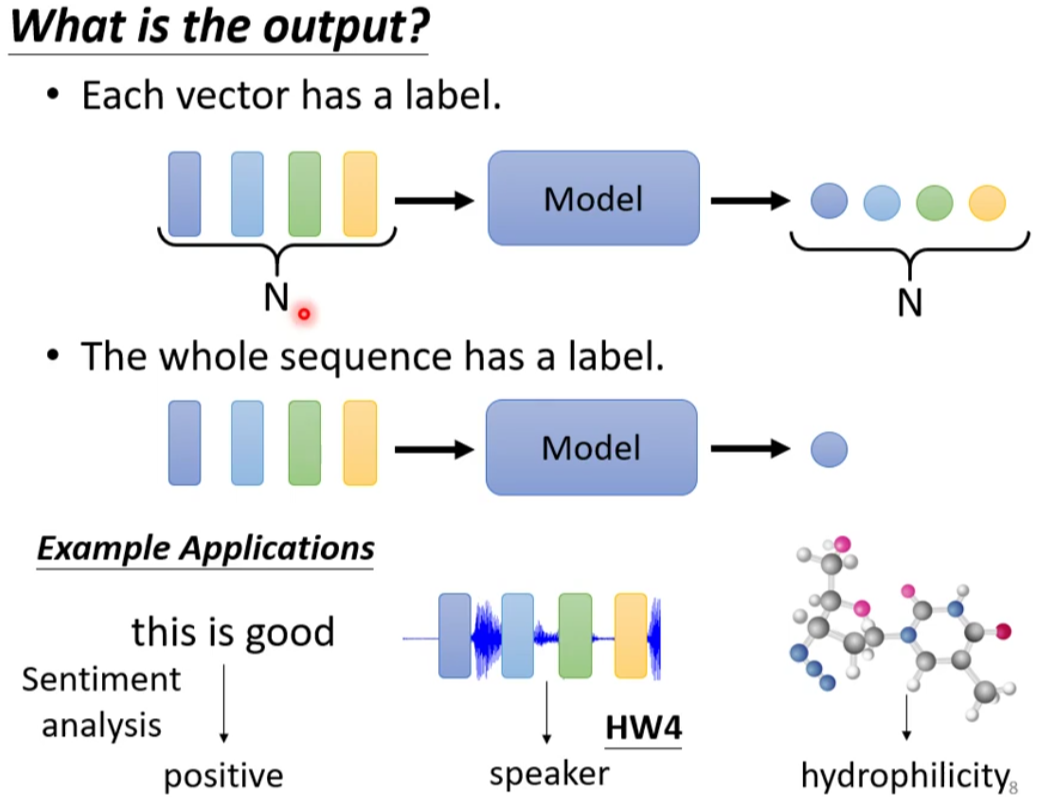 What is the output?
• Each vector has a label.
Model
N
N
• The whole sequence has a label.
Model
Example Applications
this is good
Sentiment
analysis
positive
HW4
speaker
hydrophilicity
8